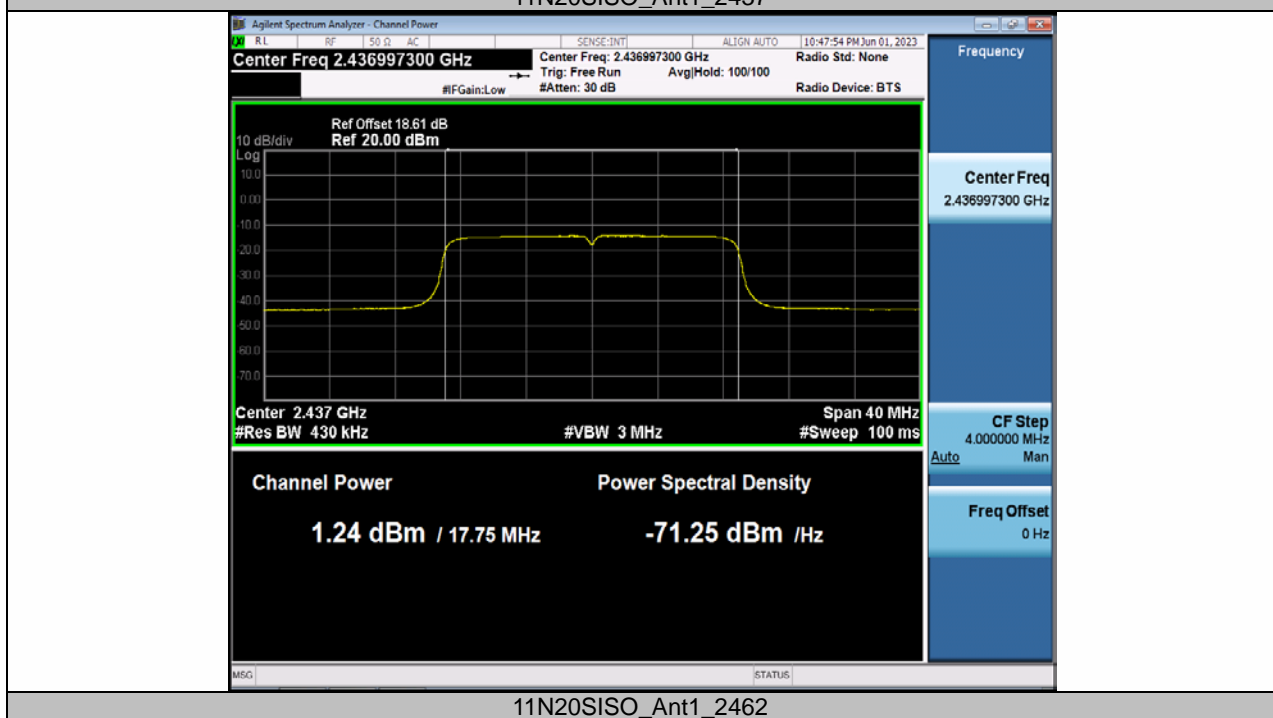 11N20SISO_Ant1_2437
Agilent Spectrum Analyzer - Channel Power
RL RF 50 Ω AC SENSE:INT ALIGN AUTO 10:47:54 PM Jun 01, 2023
Center Freq 2.436997300 GHz
Center Freq: 2.436997300 GHz Radio Std: None
Trig: Free Run Avg|Hold: 100/100
#IFGain:Low #Atten: 30 dB Radio Device: BTS
Frequency
Ref Offset 18.61 dB
10 dB/div Ref 20.00 dBm
Log
10.0
0.00
-10.0
-20.0
-30.0
-40.0
-50.0
-60.0
-70.0
Center 2.437 GHz Span 40 MHz
#Res BW 430 kHz #VBW 3 MHz #Sweep 100 ms
Center Freq
2.436997300 GHz
CF Step
4.000000 MHz
Auto Man
Freq Offset
0 Hz
Channel Power Power Spectral Density
1.24 dBm / 17.75 MHz -71.25 dBm /Hz
MSG STATUS
11N20SISO_Ant1_2462